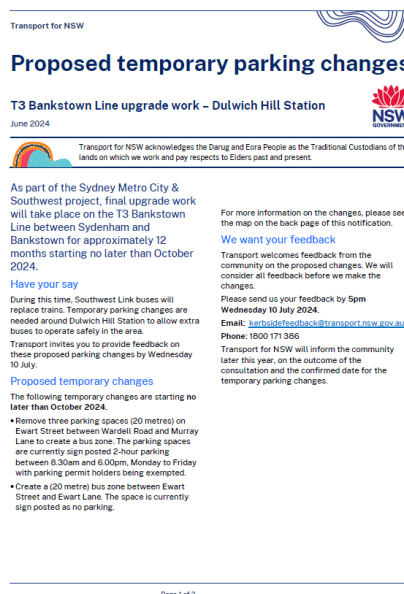 Transport for NSW
Proposed temporary parking changes
T3 Bankstown Line upgrade work – Dulwich Hill Station
June 2024
NSW
GOVERNMENT
Transport for NSW acknowledges the Darug and Eora People as the Traditional Custodians of th
lands on which we work and pay respects to Elders past and present.
As part of the Sydney Metro City &
Southwest project, final upgrade work
will take place on the T3 Bankstown
Line between Sydenham and
Bankstown for approximately 12
months starting no later than October
2024.
Have your say
During this time, Southwest Link buses will
replace trains. Temporary parking changes are
needed around Dulwich Hill Station to allow extra
buses to operate safely in the area.
Transport invites you to provide feedback on
these proposed parking changes by Wednesday
10 July.
Proposed temporary changes
The following temporary changes are starting no
later than October 2024.
• Remove three parking spaces (20 metres) on
Ewart Street between Wardell Road and Murray
Lane to create a bus zone. The parking spaces
are currently sign posted 2-hour parking
between 8.30am and 6.00pm, Monday to Friday
with parking permit holders being exempted.
• Create a (20 metre) bus zone between Ewart
Street and Ewart Lane. The space is currently
sign posted as no parking.
For more information on the changes, please see
the map on the back page of this notification.
We want your feedback
Transport welcomes feedback from the
community on the proposed changes. We will
consider all feedback before we make the
changes.
Please send us your feedback by 5pm
Wednesday 10 July 2024.
Email: kerbsidefeedback@transport.nsw.gov.au
Phone: 1800 171 386
Transport for NSW will inform the community
later this year, on the outcome of the
consultation and the confirmed date for the
temporary parking changes.